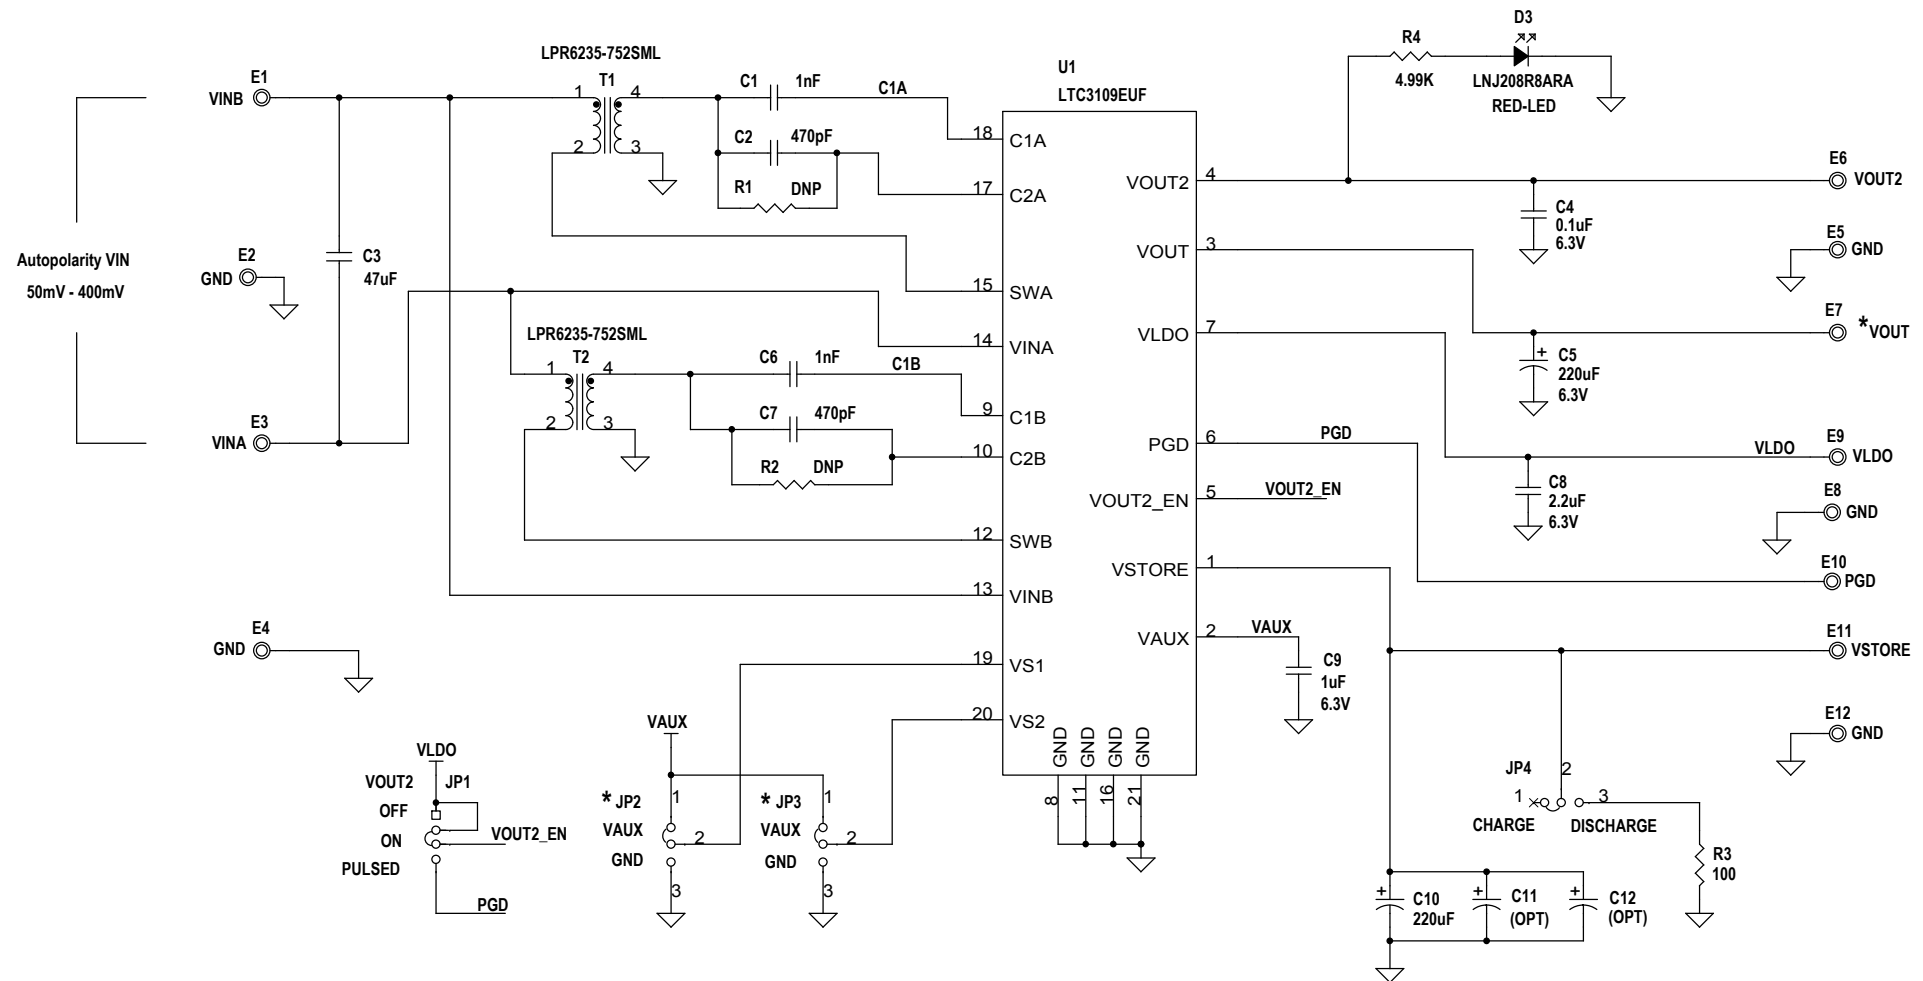 D3
R4
4.99K
LNJ208R8ARA
RED-LED
LPR6235-752SML
T1
1
4
2
3
C1
1nF
C1A
C2
470pF
R1
DNP
U1
LTC3109EUF
E1
VINB
Autopolarity VIN
50mV - 400mV
E2
GND
C3
47uF
E3
VINA
E4
GND
LPR6235-752SML
T2
1
4
2
3
C6
1nF
C1B
C7
470pF
R2
DNP
18
C1A
17
C2A
15
SWA
14
VINA
9
C1B
10
C2B
12
SWB
13
VINB
19
VS1
20
VS2
VOUT2
4
VOUT
3
VLDO
7
PGD
6
PGD
VOUT2_EN
5
VOUT2_EN
VSTORE
1
VAUX
2
VAUX
GND
GND
GND
GND
8
11
16
21
C9
1uF
6.3V
C4
0.1uF
6.3V
C5
220uF
6.3V
C8
2.2uF
6.3V
E6
VOUT2
E5
GND
E7
*VOUT
VLDO
E9
VLDO
E8
GND
E10
PGD
E11
VSTORE
E12
GND
VLDO
VOUT2
JP1
OFF
ON
VOUT2_EN
PULSED
PGD
VAUX
* JP2
1
VAUX
2
GND
3
* JP3
1
VAUX
2
GND
3
JP4
2
1
3
CHARGE
DISCHARGE
R3
100
+
C10
220uF
+
C11
(OPT)
+
C12
(OPT)
+